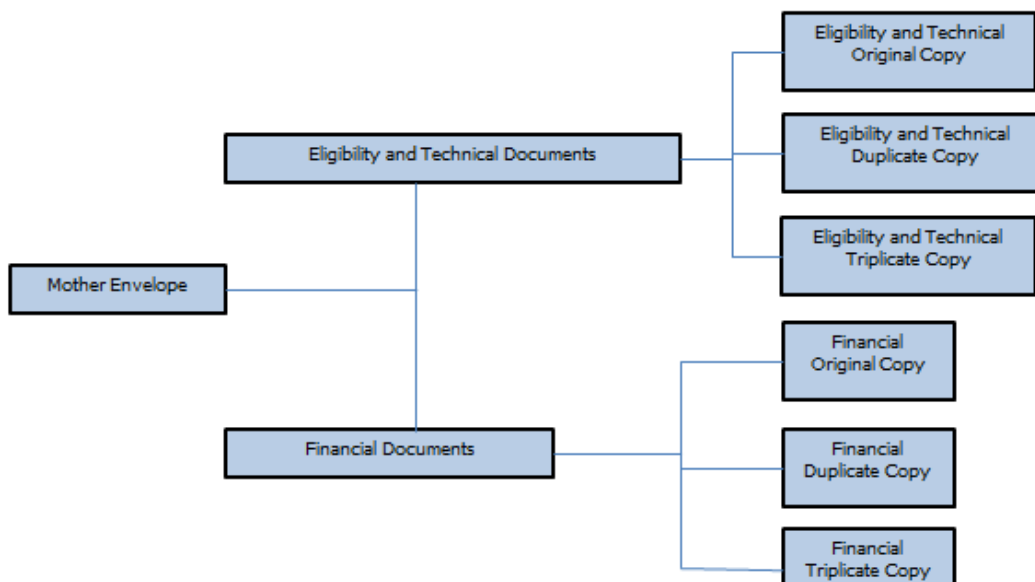 Eligibility and Technical
Original Copy
Eligibility and Technical Documents
Eligibility and Technical
Duplicate Copy
Eligibility and Technical
Triplicate Copy
Mother Envelope
Financial
Original Copy
Financial Documents
Financial
Duplicate Copy
Financial
Triplicate Copy